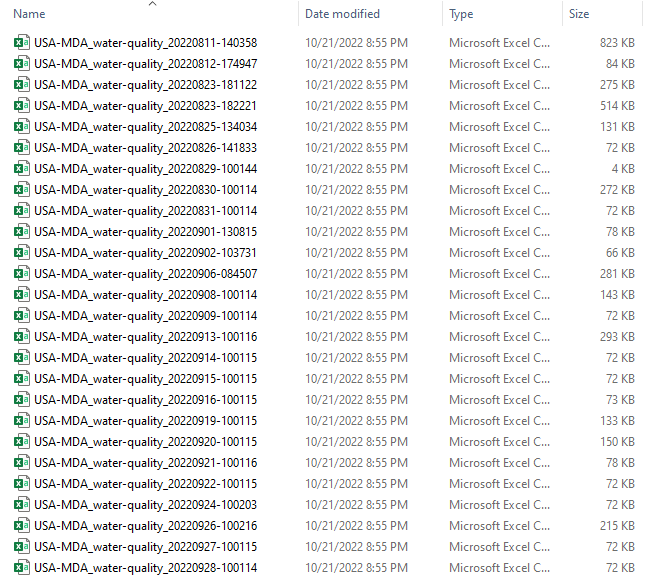 Name Date modified Type Size
USA-MDA_water-quality_20220811-140358 10/21/2022 8:55 PM Microsoft Excel C... 823 KB
USA-MDA_water-quality_20220812-174947 10/21/2022 8:55 PM Microsoft Excel C... 84 KB
USA-MDA_water-quality_20220823-181122 10/21/2022 8:55 PM Microsoft Excel C... 275 KB
USA-MDA_water-quality_20220823-182221 10/21/2022 8:55 PM Microsoft Excel C... 514 KB
USA-MDA_water-quality_20220825-134034 10/21/2022 8:55 PM Microsoft Excel C... 131 KB
USA-MDA_water-quality_20220826-141833 10/21/2022 8:55 PM Microsoft Excel C... 72 KB
USA-MDA_water-quality_20220829-100144 10/21/2022 8:55 PM Microsoft Excel C... 4 KB
USA-MDA_water-quality_20220830-100114 10/21/2022 8:55 PM Microsoft Excel C... 272 KB
USA-MDA_water-quality_20220831-100114 10/21/2022 8:55 PM Microsoft Excel C... 72 KB
USA-MDA_water-quality_20220901-130815 10/21/2022 8:55 PM Microsoft Excel C... 78 KB
USA-MDA_water-quality_20220902-103731 10/21/2022 8:55 PM Microsoft Excel C... 66 KB
USA-MDA_water-quality_20220906-084507 10/21/2022 8:55 PM Microsoft Excel C... 281 KB
USA-MDA_water-quality_20220908-100114 10/21/2022 8:55 PM Microsoft Excel C... 143 KB
USA-MDA_water-quality_20220909-100114 10/21/2022 8:55 PM Microsoft Excel C... 72 KB
USA-MDA_water-quality_20220913-100116 10/21/2022 8:55 PM Microsoft Excel C... 293 KB
USA-MDA_water-quality_20220914-100115 10/21/2022 8:55 PM Microsoft Excel C... 72 KB
USA-MDA_water-quality_20220915-100115 10/21/2022 8:55 PM Microsoft Excel C... 72 KB
USA-MDA_water-quality_20220916-100115 10/21/2022 8:55 PM Microsoft Excel C... 73 KB
USA-MDA_water-quality_20220919-100115 10/21/2022 8:55 PM Microsoft Excel C... 133 KB
USA-MDA_water-quality_20220920-100115 10/21/2022 8:55 PM Microsoft Excel C... 150 KB
USA-MDA_water-quality_20220921-100116 10/21/2022 8:55 PM Microsoft Excel C... 78 KB
USA-MDA_water-quality_20220922-100115 10/21/2022 8:55 PM Microsoft Excel C... 72 KB
USA-MDA_water-quality_20220924-100203 10/21/2022 8:55 PM Microsoft Excel C... 72 KB
USA-MDA_water-quality_20220926-100216 10/21/2022 8:55 PM Microsoft Excel C... 215 KB
USA-MDA_water-quality_20220927-100115 10/21/2022 8:55 PM Microsoft Excel C... 72 KB
USA-MDA_water-quality_20220928-100114 10/21/2022 8:55 PM Microsoft Excel C... 72 KB